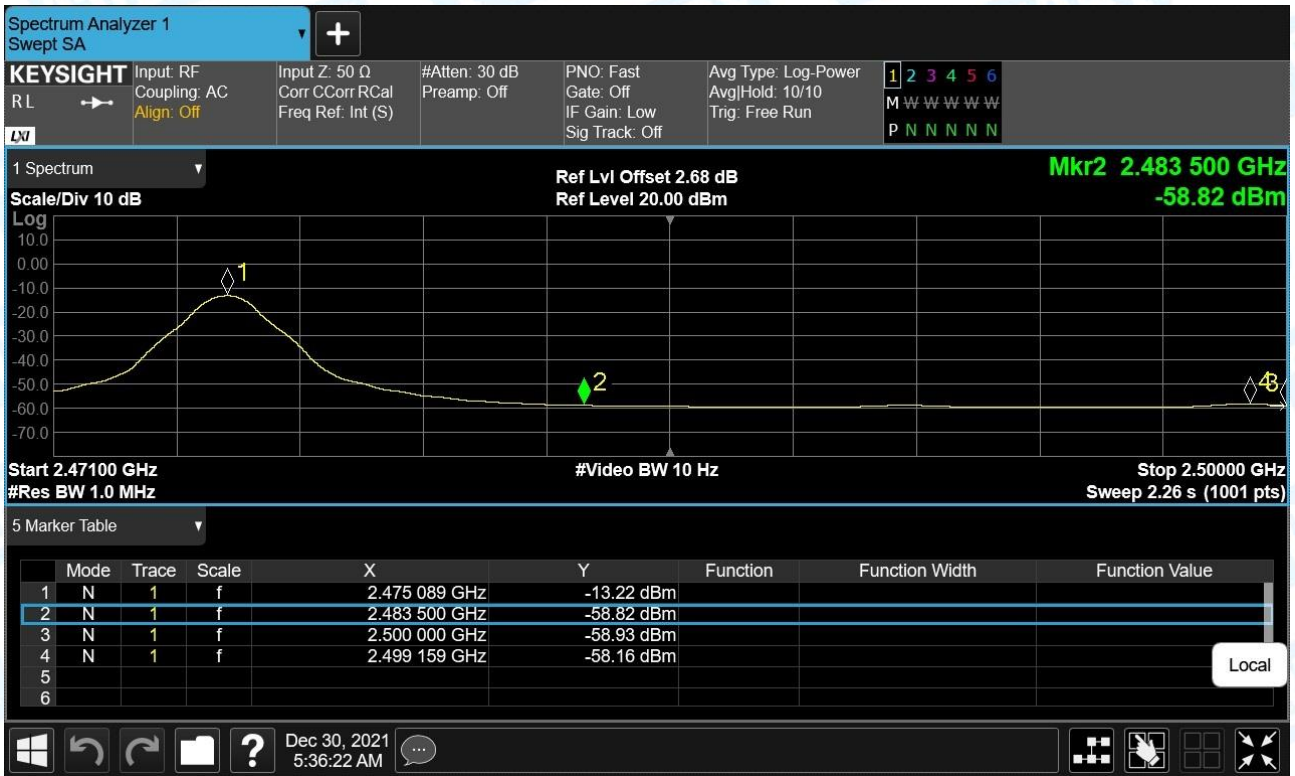 Spectrum Analyzer 1
Swept SA
+
KEYSIGHT
R L
LXI
Input: RF
Coupling: AC
Align: Off
Input Z: 50 Ω
Corr CCorr RCal
Freq Ref: Int (S)
#Atten: 30 dB
Preamp: Off
PNO: Fast
Gate: Off
IF Gain: Low
Sig Track: Off
Avg Type: Log-Power
Avg|Hold: 10/10
Trig: Free Run
1 2 3 4 5 6
M W W W W W
P N N N N N
1 Spectrum
Scale/Div 10 dB
Ref Lvl Offset 2.68 dB
Ref Level 20.00 dBm
Mkr2 2.483 500 GHz
-58.82 dBm
Log
10.0
0.00
-10.0
-20.0
-30.0
-40.0
-50.0
-60.0
-70.0
1
2
4
3
Start 2.47100 GHz
#Res BW 1.0 MHz
#Video BW 10 Hz
Stop 2.50000 GHz
Sweep 2.26 s (1001 pts)
5 Marker Table
Mode Trace Scale X Y Function Function Width Function Value
1 N 1 f 2.475 089 GHz -13.22 dBm
2 N 1 f 2.483 500 GHz -58.82 dBm
3 N 1 f 2.500 000 GHz -58.93 dBm
4 N 1 f 2.499 159 GHz -58.16 dBm
5
6
Local
?
Dec 30, 2021
5:36:22 AM